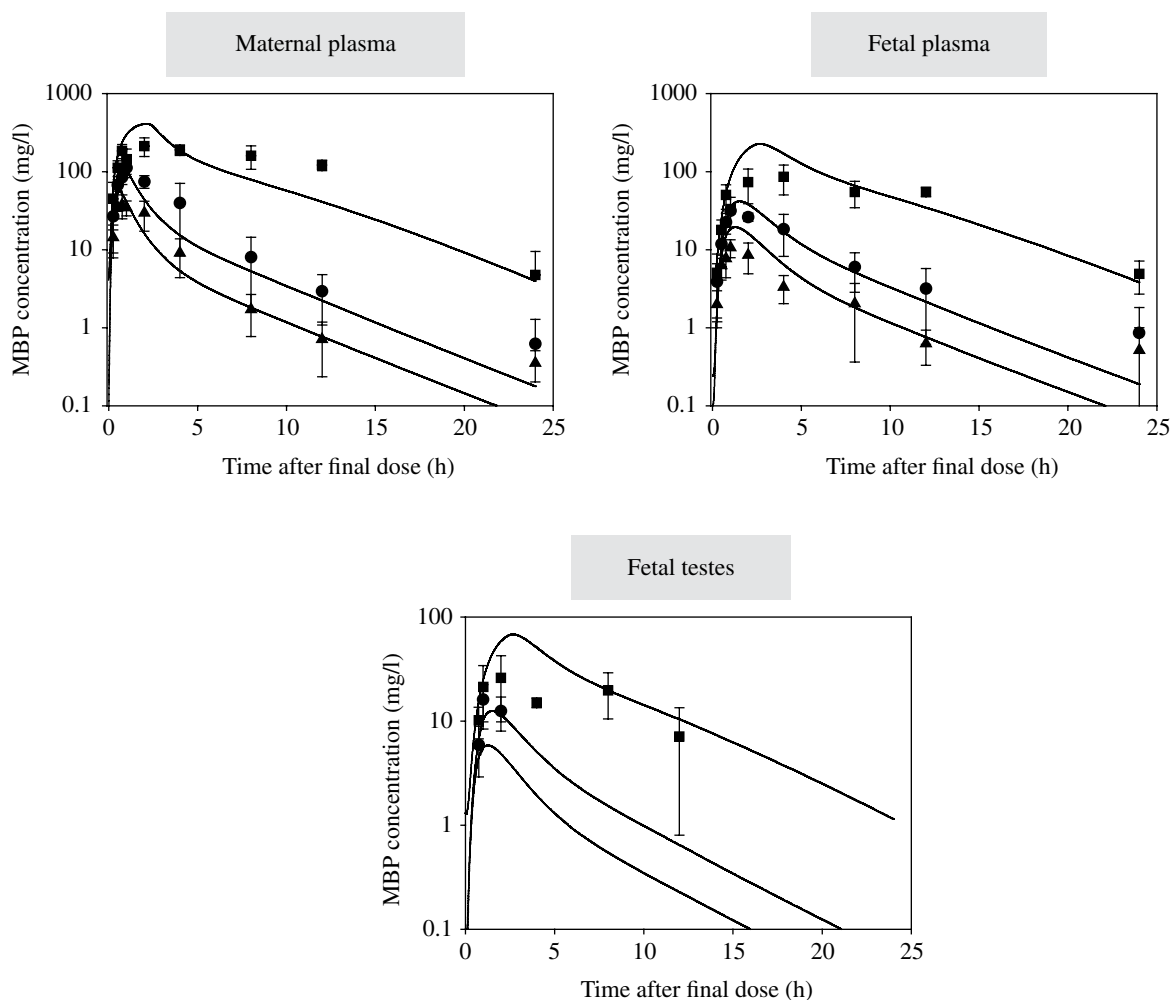 Maternal plasma
1000
100
10
1
0.1
MBP concentration (mg/l)
0 5 10 15 20 25
Time after final dose (h)
Fetal plasma
1000
100
10
1
0.1
MBP concentration (mg/l)
0 5 10 15 20 25
Time after final dose (h)
Fetal testes
100
10
1
0.1
MBP concentration (mg/l)
0 5 10 15 20 25
Time after final dose (h)